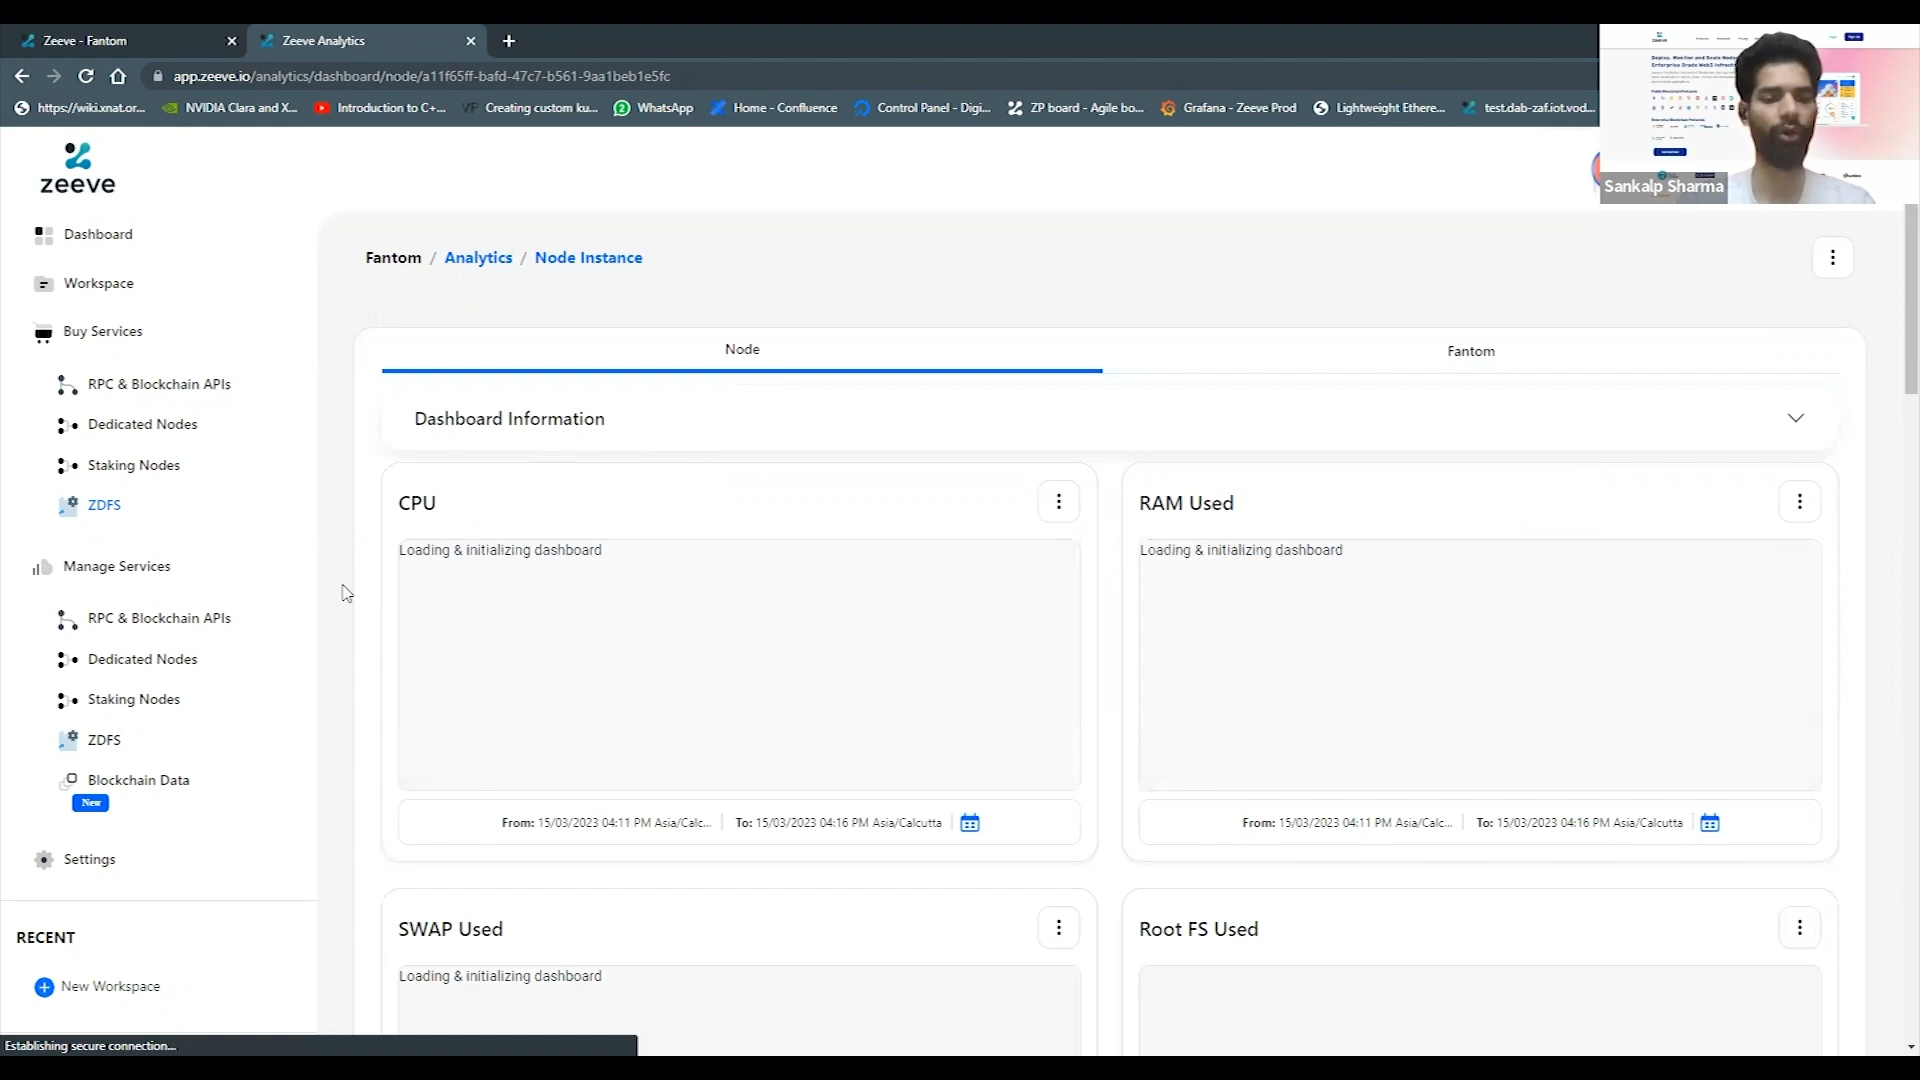 Zeeve - Fantom
Zeeve Analytics
app.zeeve.io/analytics/dashboard/node/a11f65ff-bafd-47c7-b561-9aa1beb1e5fc
https://wiki.xnat.or...
NVIDIA Clara and X...
Introduction to C+...
VF Creating custom ku...
WhatsApp
Home - Confluence
Control Panel - Digi...
ZP board - Agile bo...
Grafana - Zeeve Prod
Lightweight Ethere...
test.dab-zaf.iot.vod...
Sankalp Sharma
zeeve
Dashboard
Workspace
Buy Services
RPC & Blockchain APIs
Dedicated Nodes
Staking Nodes
ZDFS
Manage Services
RPC & Blockchain APIs
Dedicated Nodes
Staking Nodes
ZDFS
Blockchain Data
New
Settings
RECENT
New Workspace
Establishing secure connection...
Fantom / Analytics / Node Instance
Node
Fantom
Dashboard Information
CPU
Loading & initializing dashboard
From: 15/03/2023 04:11 PM Asia/Calc...
To: 15/03/2023 04:16 PM Asia/Calcutta
RAM Used
Loading & initializing dashboard
From: 15/03/2023 04:11 PM Asia/Calc...
To: 15/03/2023 04:16 PM Asia/Calcutta
SWAP Used
Loading & initializing dashboard
Root FS Used